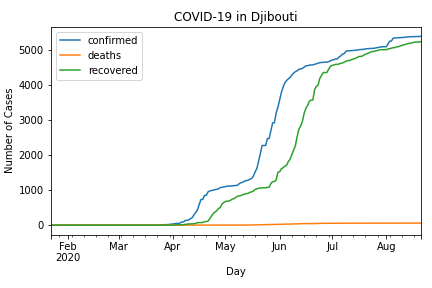 COVID-19 in Djibouti
confirmed
deaths
recovered
Number of Cases
5000
4000
3000
2000
1000
0
Feb Mar Apr May Jun Jul Aug
2020
Day